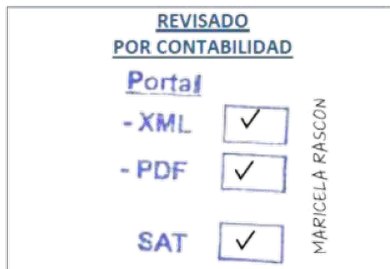 REVISADO
POR CONTABILIDAD
Portal
- XML ✓
- PDF ✓
SAT ✓
MARICELA RASCON